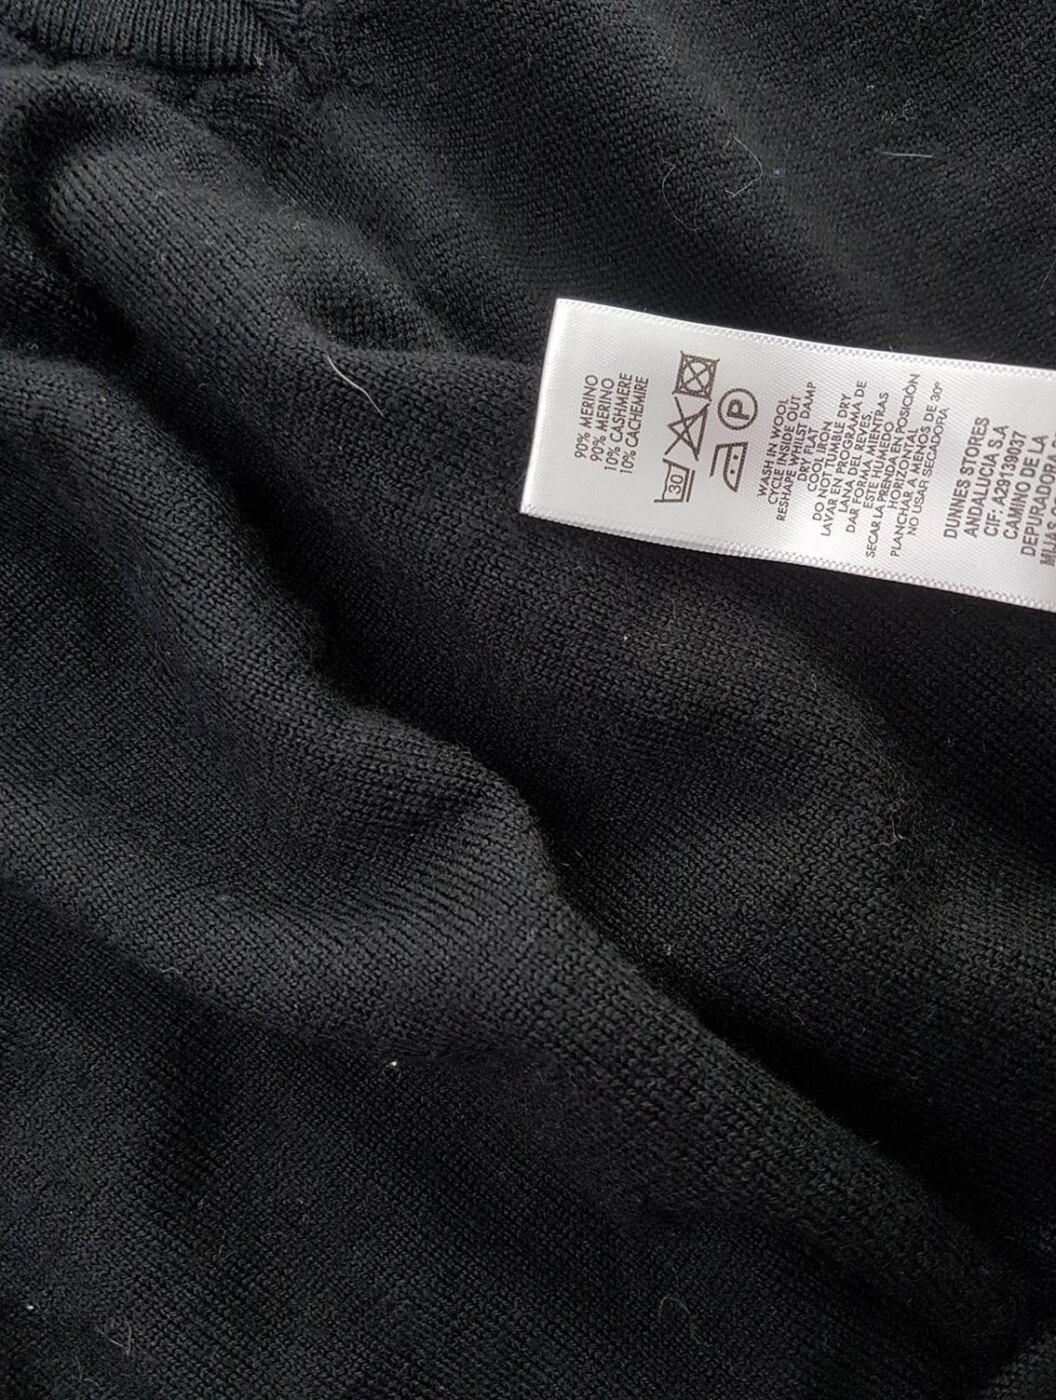 90% MERINO
90% MERINO
10% CASHMERE
10% CACHEMIRE
30
P
WASH IN WOOL
CYCLE INSIDE OUT
RESHAPE WHILST DAMP
DRY FLAT
COOL IRON
DO NOT TUMBLE DRY
LAVAR EN PROGRAMA DE
LANA DEL REVES.
DAR FORMA MIENTRAS
ESTE HUMEDO
SECAR LA PRENDA EN POSICIÓN
HORIZONTAL
PLANCHAR A MENOS DE 30º
NO USAR SECADORA.
DUNNES STORES
ANDALUCIA S.A
CIF: A29139037
CAMINO DE LA
DEPURADORA
MIJAS